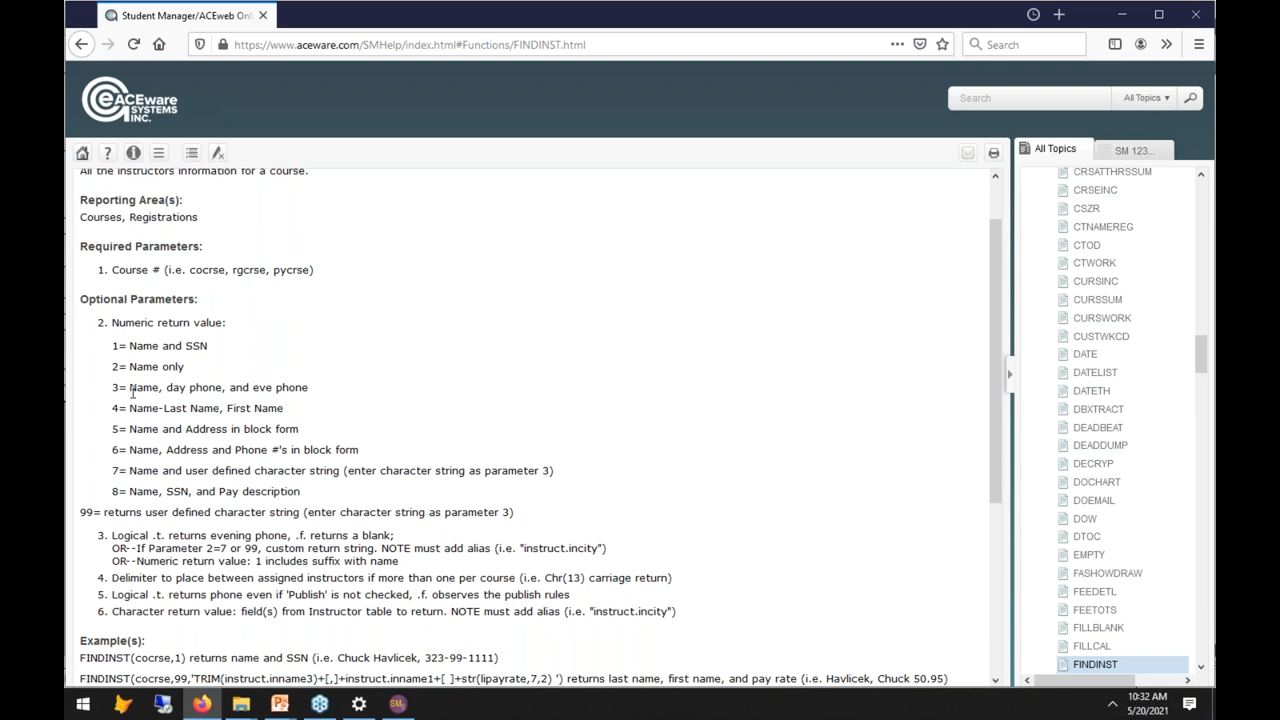 Student Manager/ACEweb Onli
https://www.aceware.com/SMHelp/index.html#Functions/FINDINST.html
Search
ACEware
SYSTEMS
INC.
Search
All Topics
All Topics
SM 123...
All the instructors information for a course.
Reporting Area(s):
Courses, Registrations
Required Parameters:
1. Course # (i.e. cocrse, rgcrse, pycrse)
Optional Parameters:
2. Numeric return value:
1= Name and SSN
2= Name only
3= Name, day phone, and eve phone
4= Name-Last Name, First Name
5= Name and Address in block form
6= Name, Address and Phone #'s in block form
7= Name and user defined character string (enter character string as parameter 3)
8= Name, SSN, and Pay description
99= returns user defined character string (enter character string as parameter 3)
3. Logical .t. returns evening phone, .f. returns a blank;
OR--If Parameter 2=7 or 99, custom return string. NOTE must add alias (i.e. "instruct.incity")
OR--Numeric return value: 1 includes suffix with name
4. Delimiter to place between assigned instructors if more than one per course (i.e. Chr(13) carriage return)
5. Logical .t. returns phone even if 'Publish' is not checked, .f. observes the publish rules
6. Character return value: field(s) from Instructor table to return. NOTE must add alias (i.e. "instruct.incity")
Example(s):
FINDINST(cocrse,1) returns name and SSN (i.e. Chuck Havlicek, 323-99-1111)
FINDINST(cocrse,99,'TRIM(instruct.inname3)+[,]+instruct.inname1+[ ]+str(lipayrate,7,2) ') returns last name, first name, and pay rate (i.e. Havlicek, Chuck 50.95)
CRSATTHRSSUM
CRSEINC
CSZR
CTNAMEREG
CTOD
CTWORK
CURSINC
CURSSUM
CURSWORK
CUSTWKCD
DATE
DATELIST
DATETH
DBXTRACT
DEADBEAT
DEADDUMP
DECRYP
DOCHART
DOEMAIL
DOW
DTOC
EMPTY
FASHOWDRAW
FEEDETL
FEETOTS
FILLBLANK
FILLCAL
FINDINST
10:32 AM
5/20/2021